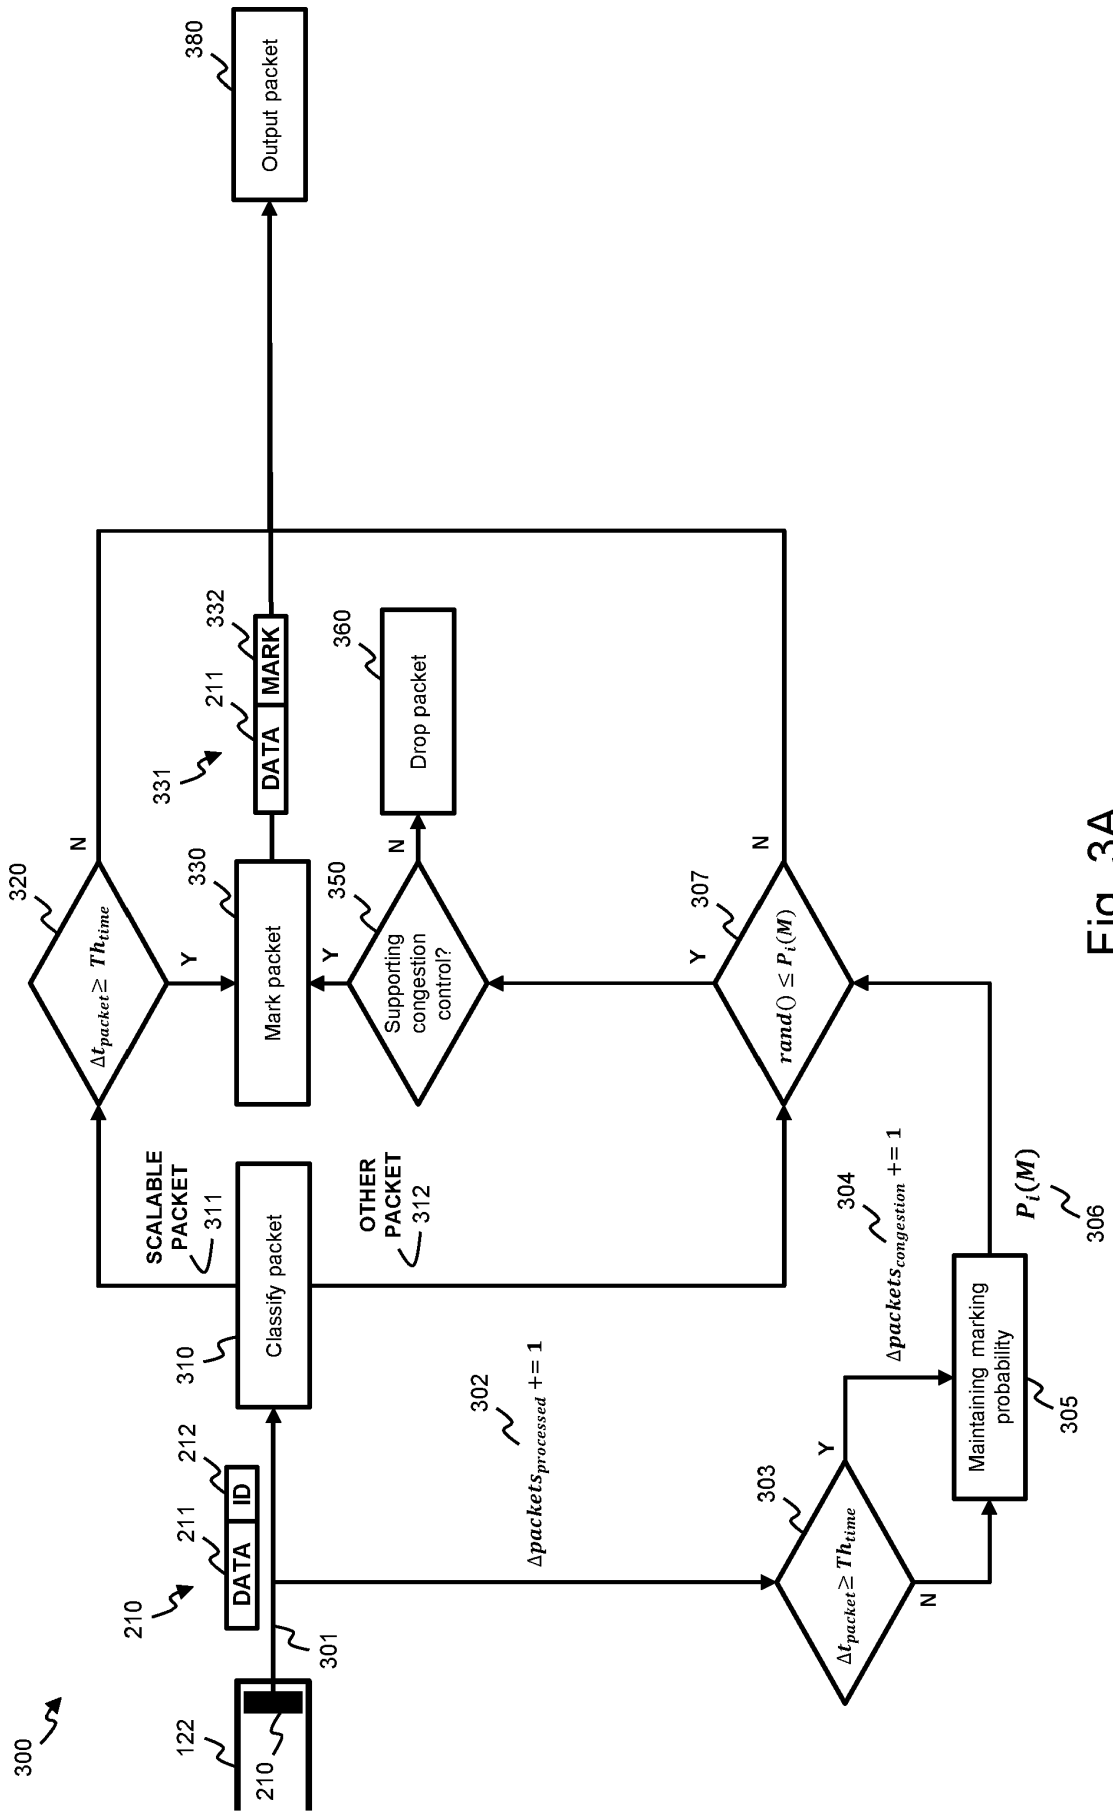 300
122
210
301
210
DATA
211
ID
212
Classify packet
310
SCALABLE
PACKET
311
OTHER
PACKET
312
Δpackets_processed += 1
302
Δt_packet ≥ Th_time
303
Y
N
Δpackets_congestion += 1
304
Maintaining marking
probability
305
P_i(M)
306
Δt_packet ≥ Th_time
320
Y
N
Mark packet
330
Supporting
congestion
control?
350
Y
N
rand() ≤ P_i(M)
307
Y
N
331
DATA
211
MARK
332
Drop packet
360
Output packet
380
Fig. 3A